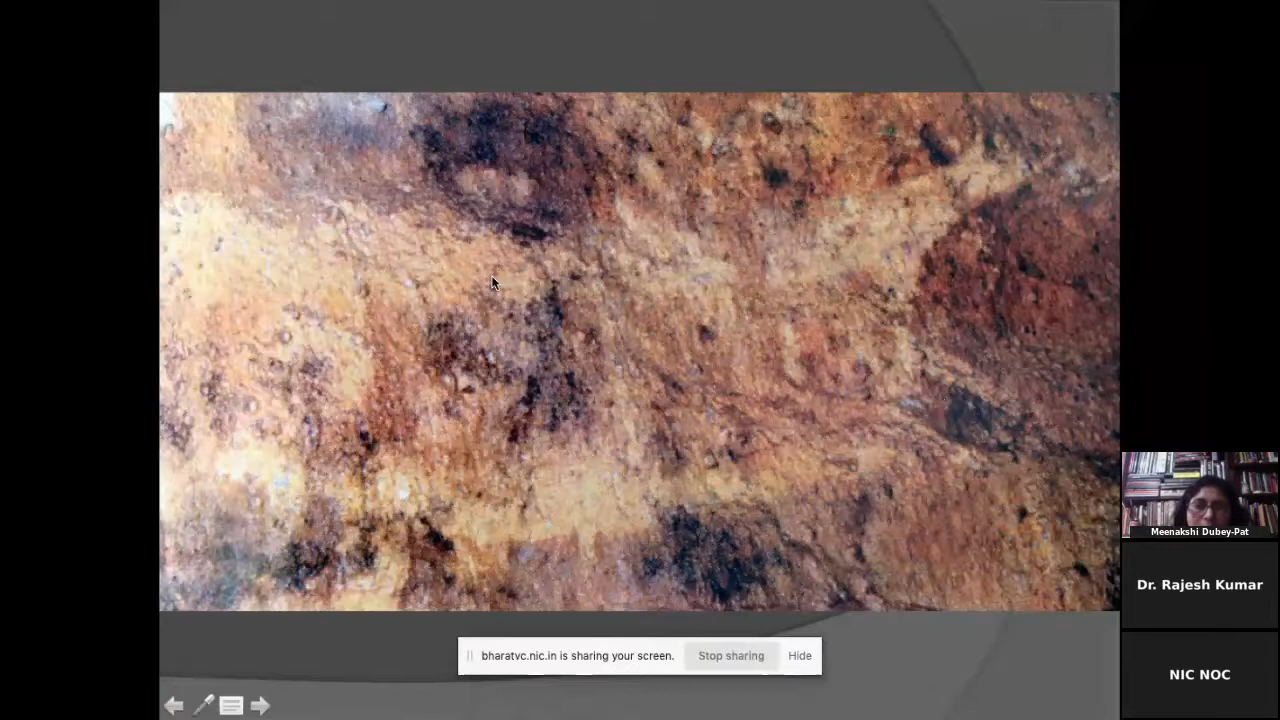 Meenakshi Dubey-Pat
Dr. Rajesh Kumar
NIC NOC
bharatvc.nic.in is sharing your screen. Stop sharing Hide